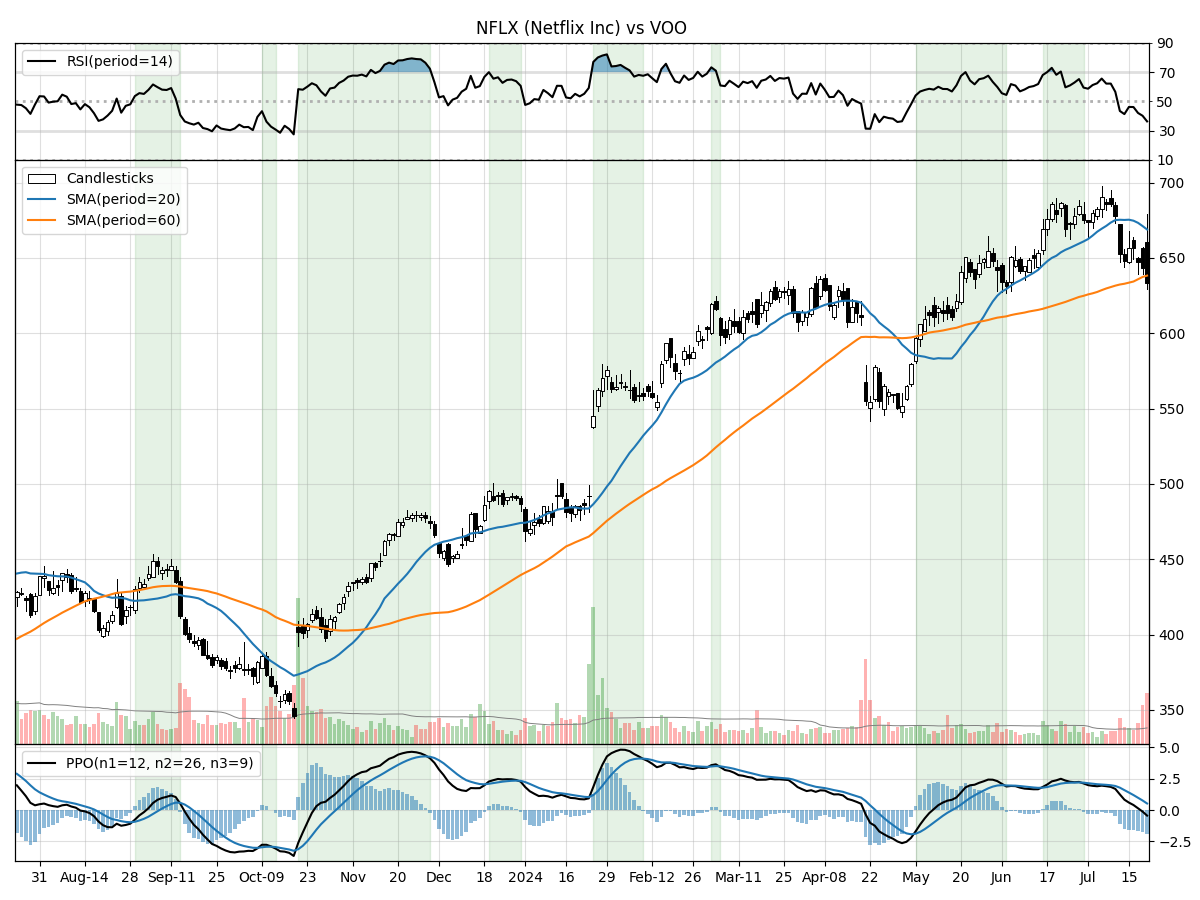 NFLX (Netflix Inc) vs VOO
RSI(period=14)
90
70
50
30
10
Candlesticks
SMA(period=20)
SMA(period=60)
700
650
600
550
500
450
400
350
PPO(n1=12, n2=26, n3=9)
5.0
2.5
0.0
−2.5
31 Aug-14 28 Sep-11 25 Oct-09 23 Nov 20 Dec 18 2024 16 29 Feb-12 26 Mar-11 25 Apr-08 22 May 20 Jun 17 Jul 15